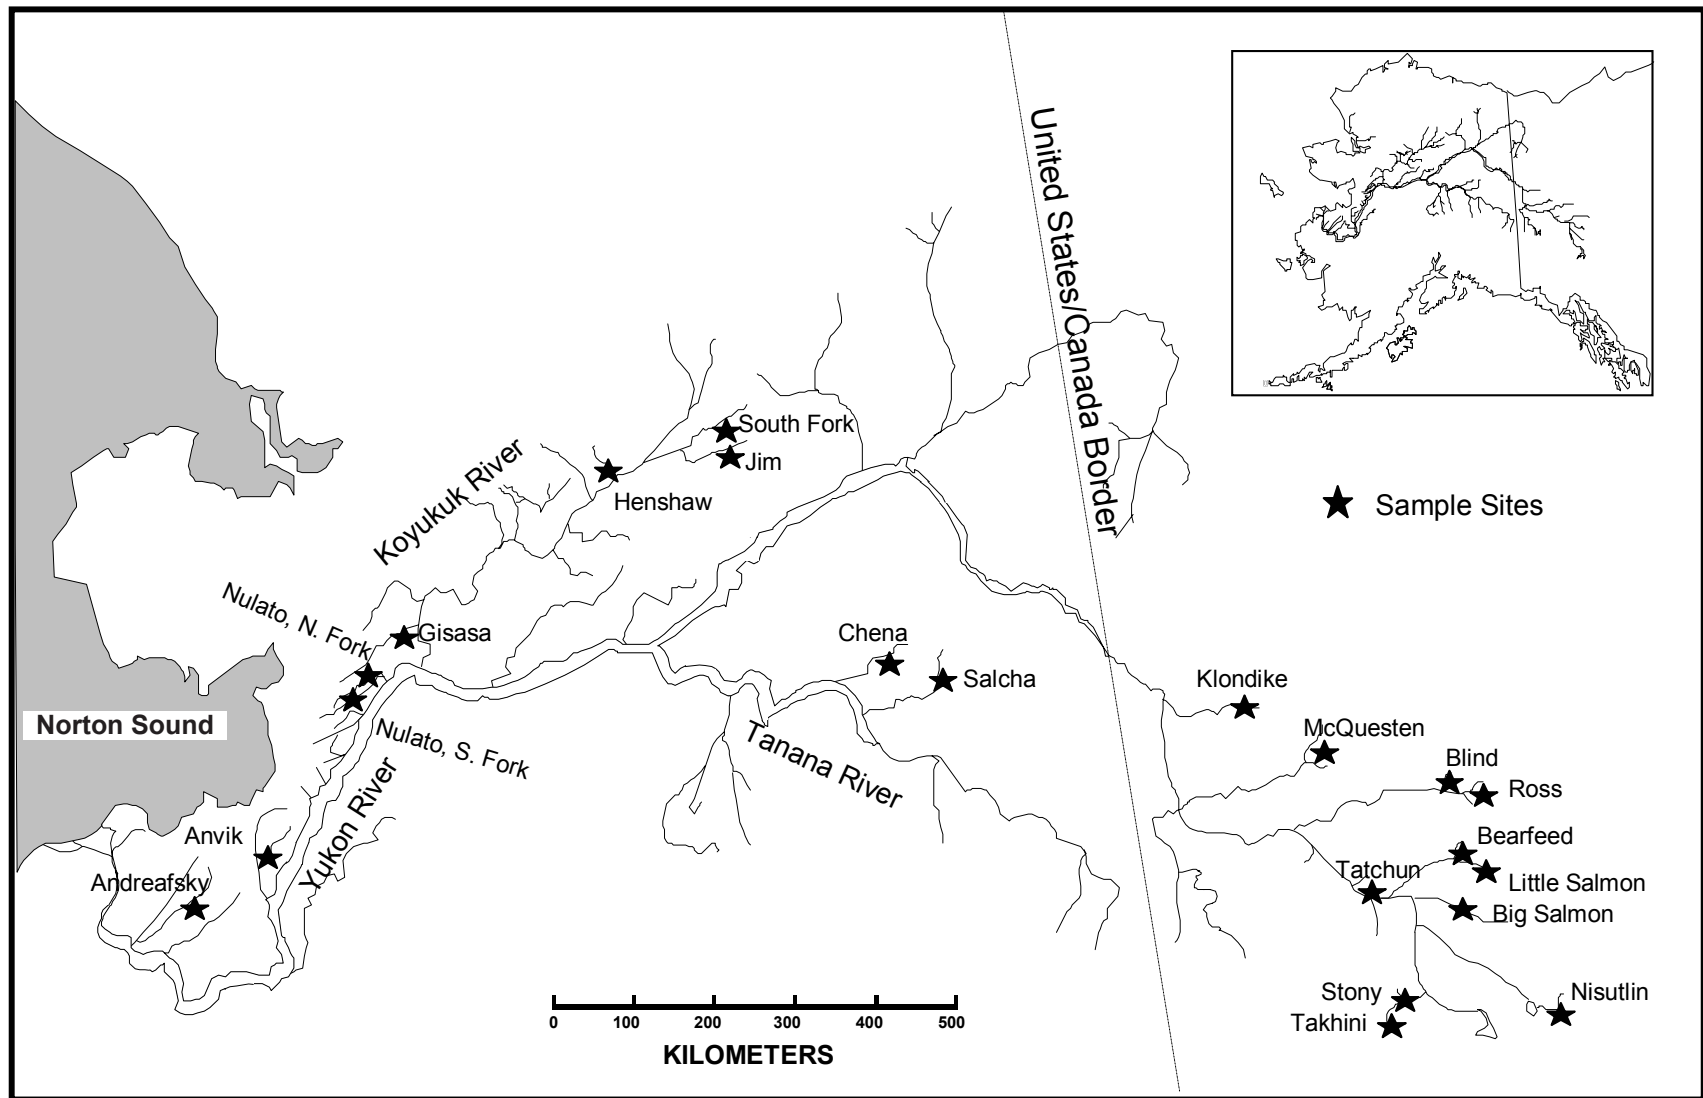 United States/Canada Border
South Fork
Jim
Koyukuk River
Henshaw
Sample Sites
Nulato, N. Fork
Gisasa
Chena
Salcha
Klondike
Norton Sound
McQuesten
Nulato, S. Fork
Tanana River
Blind
Ross
Yukon River
Anvik
Bearfeed
Andreafsky
Tatchun
Little Salmon
Big Salmon
Stony
Nisutlin
Takhini
0 100 200 300 400 500
KILOMETERS